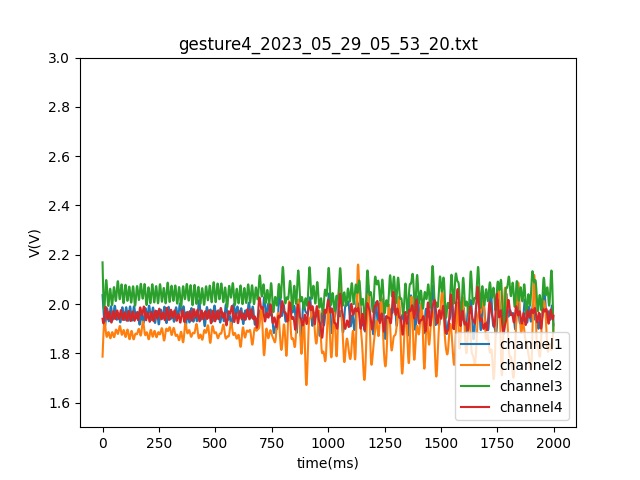 gesture4_2023_05_29_05_53_20.txt
V(V)
3.0
2.8
2.6
2.4
2.2
2.0
1.8
1.6
channel1
channel2
channel3
channel4
0 250 500 750 1000 1250 1500 1750 2000
time(ms)